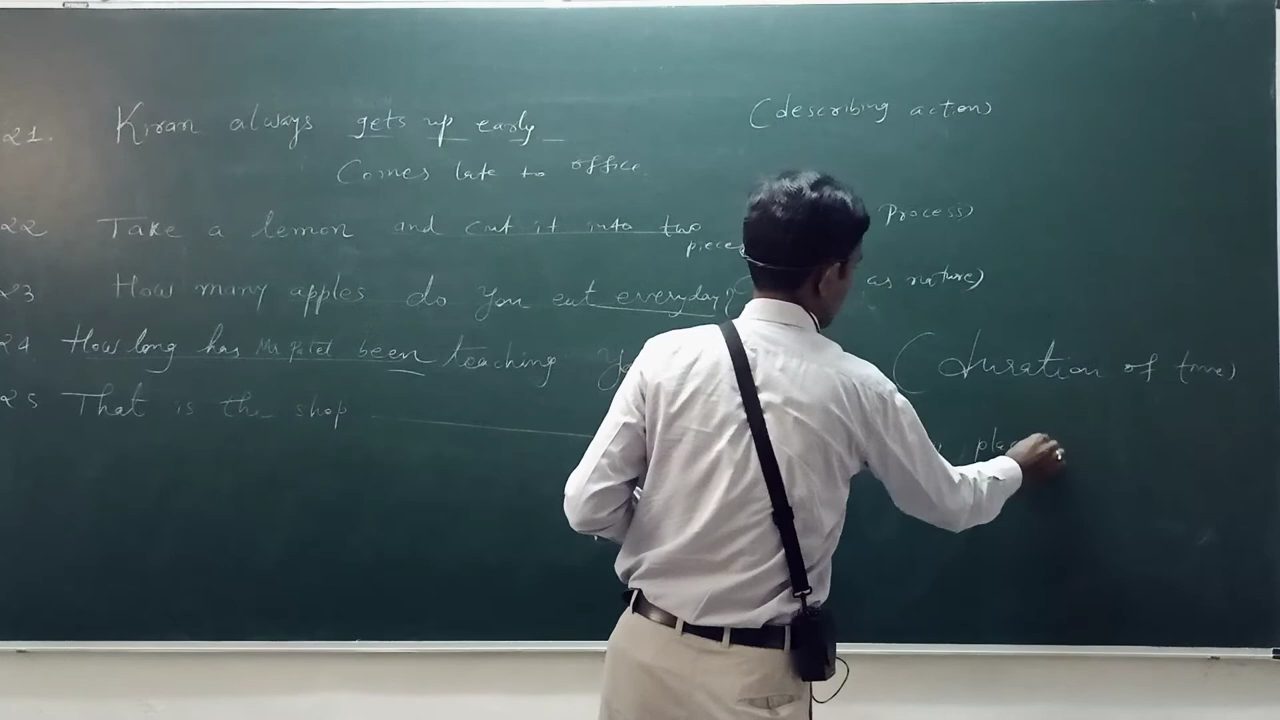 21. Kiran always gets up early (describing action)
Comes late to office.
22 Take a lemon and cut it into two pieces process)
23 How many apples do you eat everyday? as nature)
24 How long has Mr. Patel been teaching (duration of time)
25 That is the shop